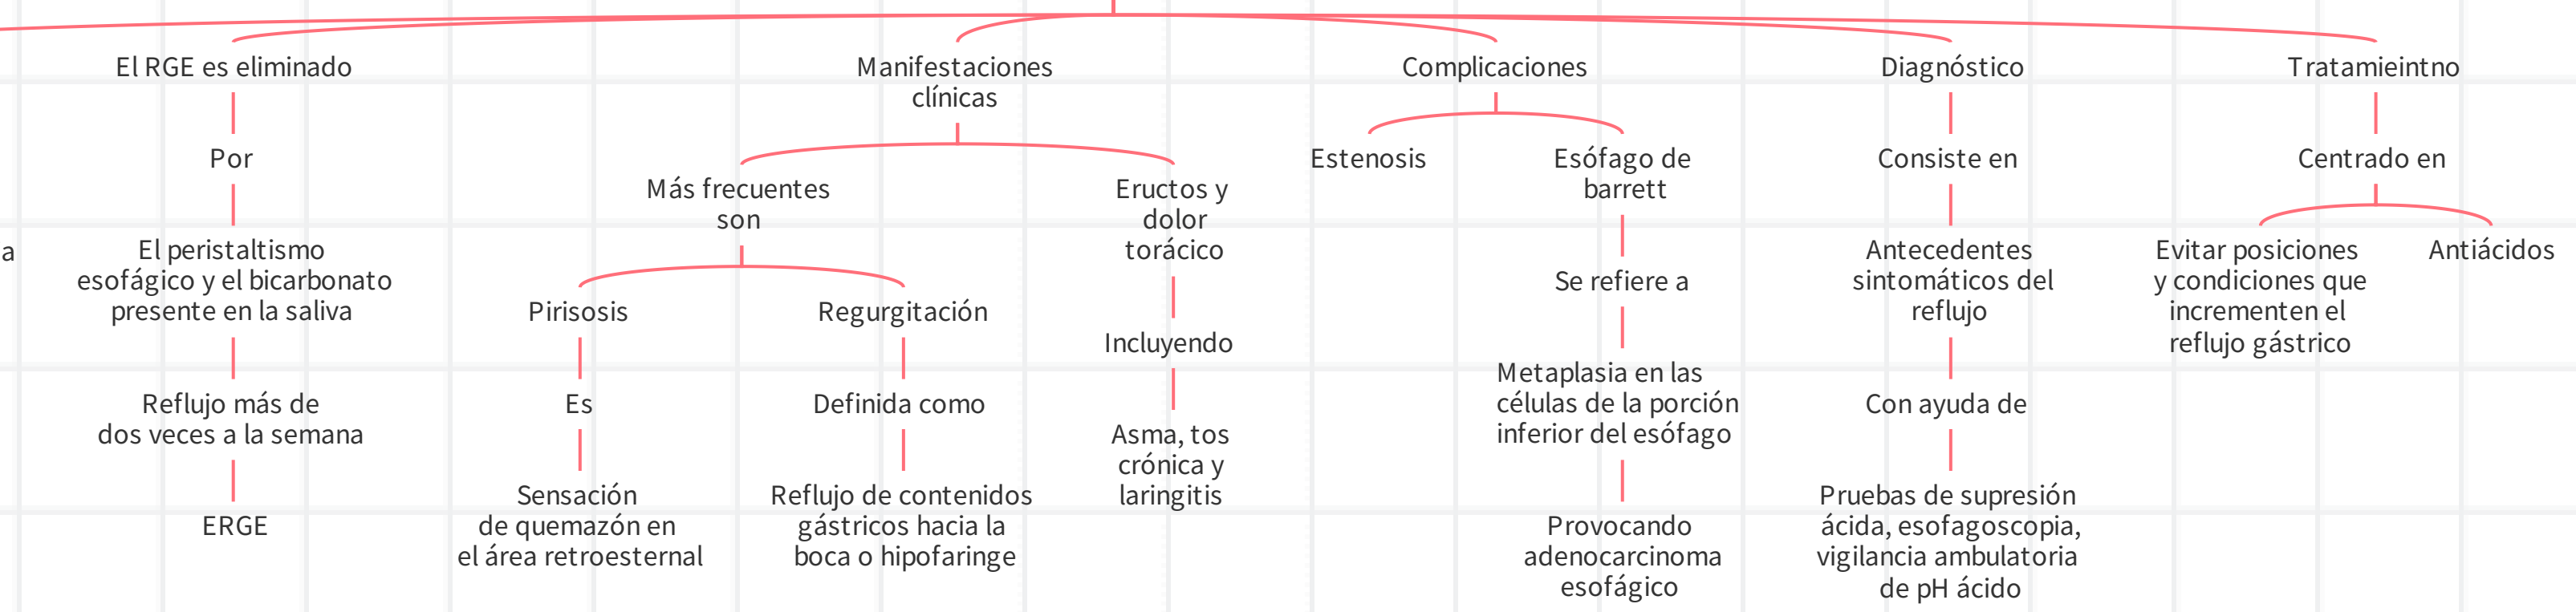 El RGE es eliminado
Por
El peristaltismo
esofágico y el bicarbonato
presente en la saliva
Reflujo más de
dos veces a la semana
ERGE
Manifestaciones
clínicas
Más frecuentes
son
Pirisosis
Es
Sensación
de quemazón en
el área retroesternal
Regurgitación
Definida como
Reflujo de contenidos
gástricos hacia la
boca o hipofaringe
Eructos y
dolor
torácico
Incluyendo
Asma, tos
crónica y
laringitis
Complicaciones
Estenosis
Esófago de
barrett
Se refiere a
Metaplasia en las
células de la porción
inferior del esófago
Provocando
adenocarcinoma
esofágico
Diagnóstico
Consiste en
Antecedentes
sintomáticos del
reflujo
Con ayuda de
Pruebas de supresión
ácida, esofagoscopia,
vigilancia ambulatoria
de pH ácido
Tratamieintno
Centrado en
Evitar posiciones
y condiciones que
incrementen el
reflujo gástrico
Antiácidos